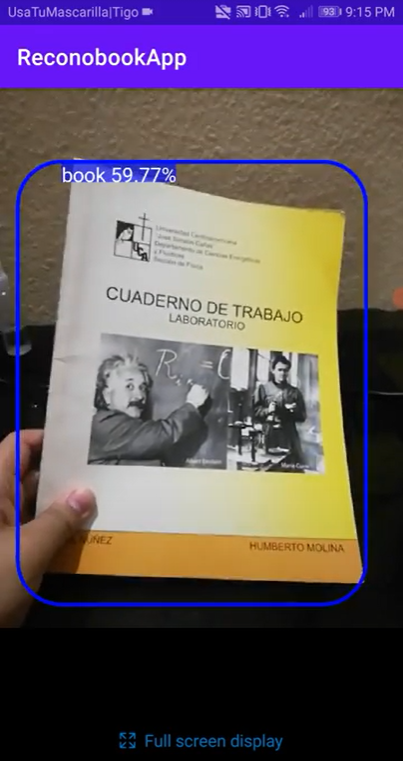 UsaTuMascarilla|Tigo
93 9:15 PM
ReconobookApp
book 59.77%
Universidad Centroamericana
"José Simeón Cañas"
Departamento de Ciencias Energéticas
y Fluídicas
Sección de Física
UCA
CUADERNO DE TRABAJO
LABORATORIO
Albert Einstein
Marie Curie
NÚÑEZ
HUMBERTO MOLINA
Full screen display